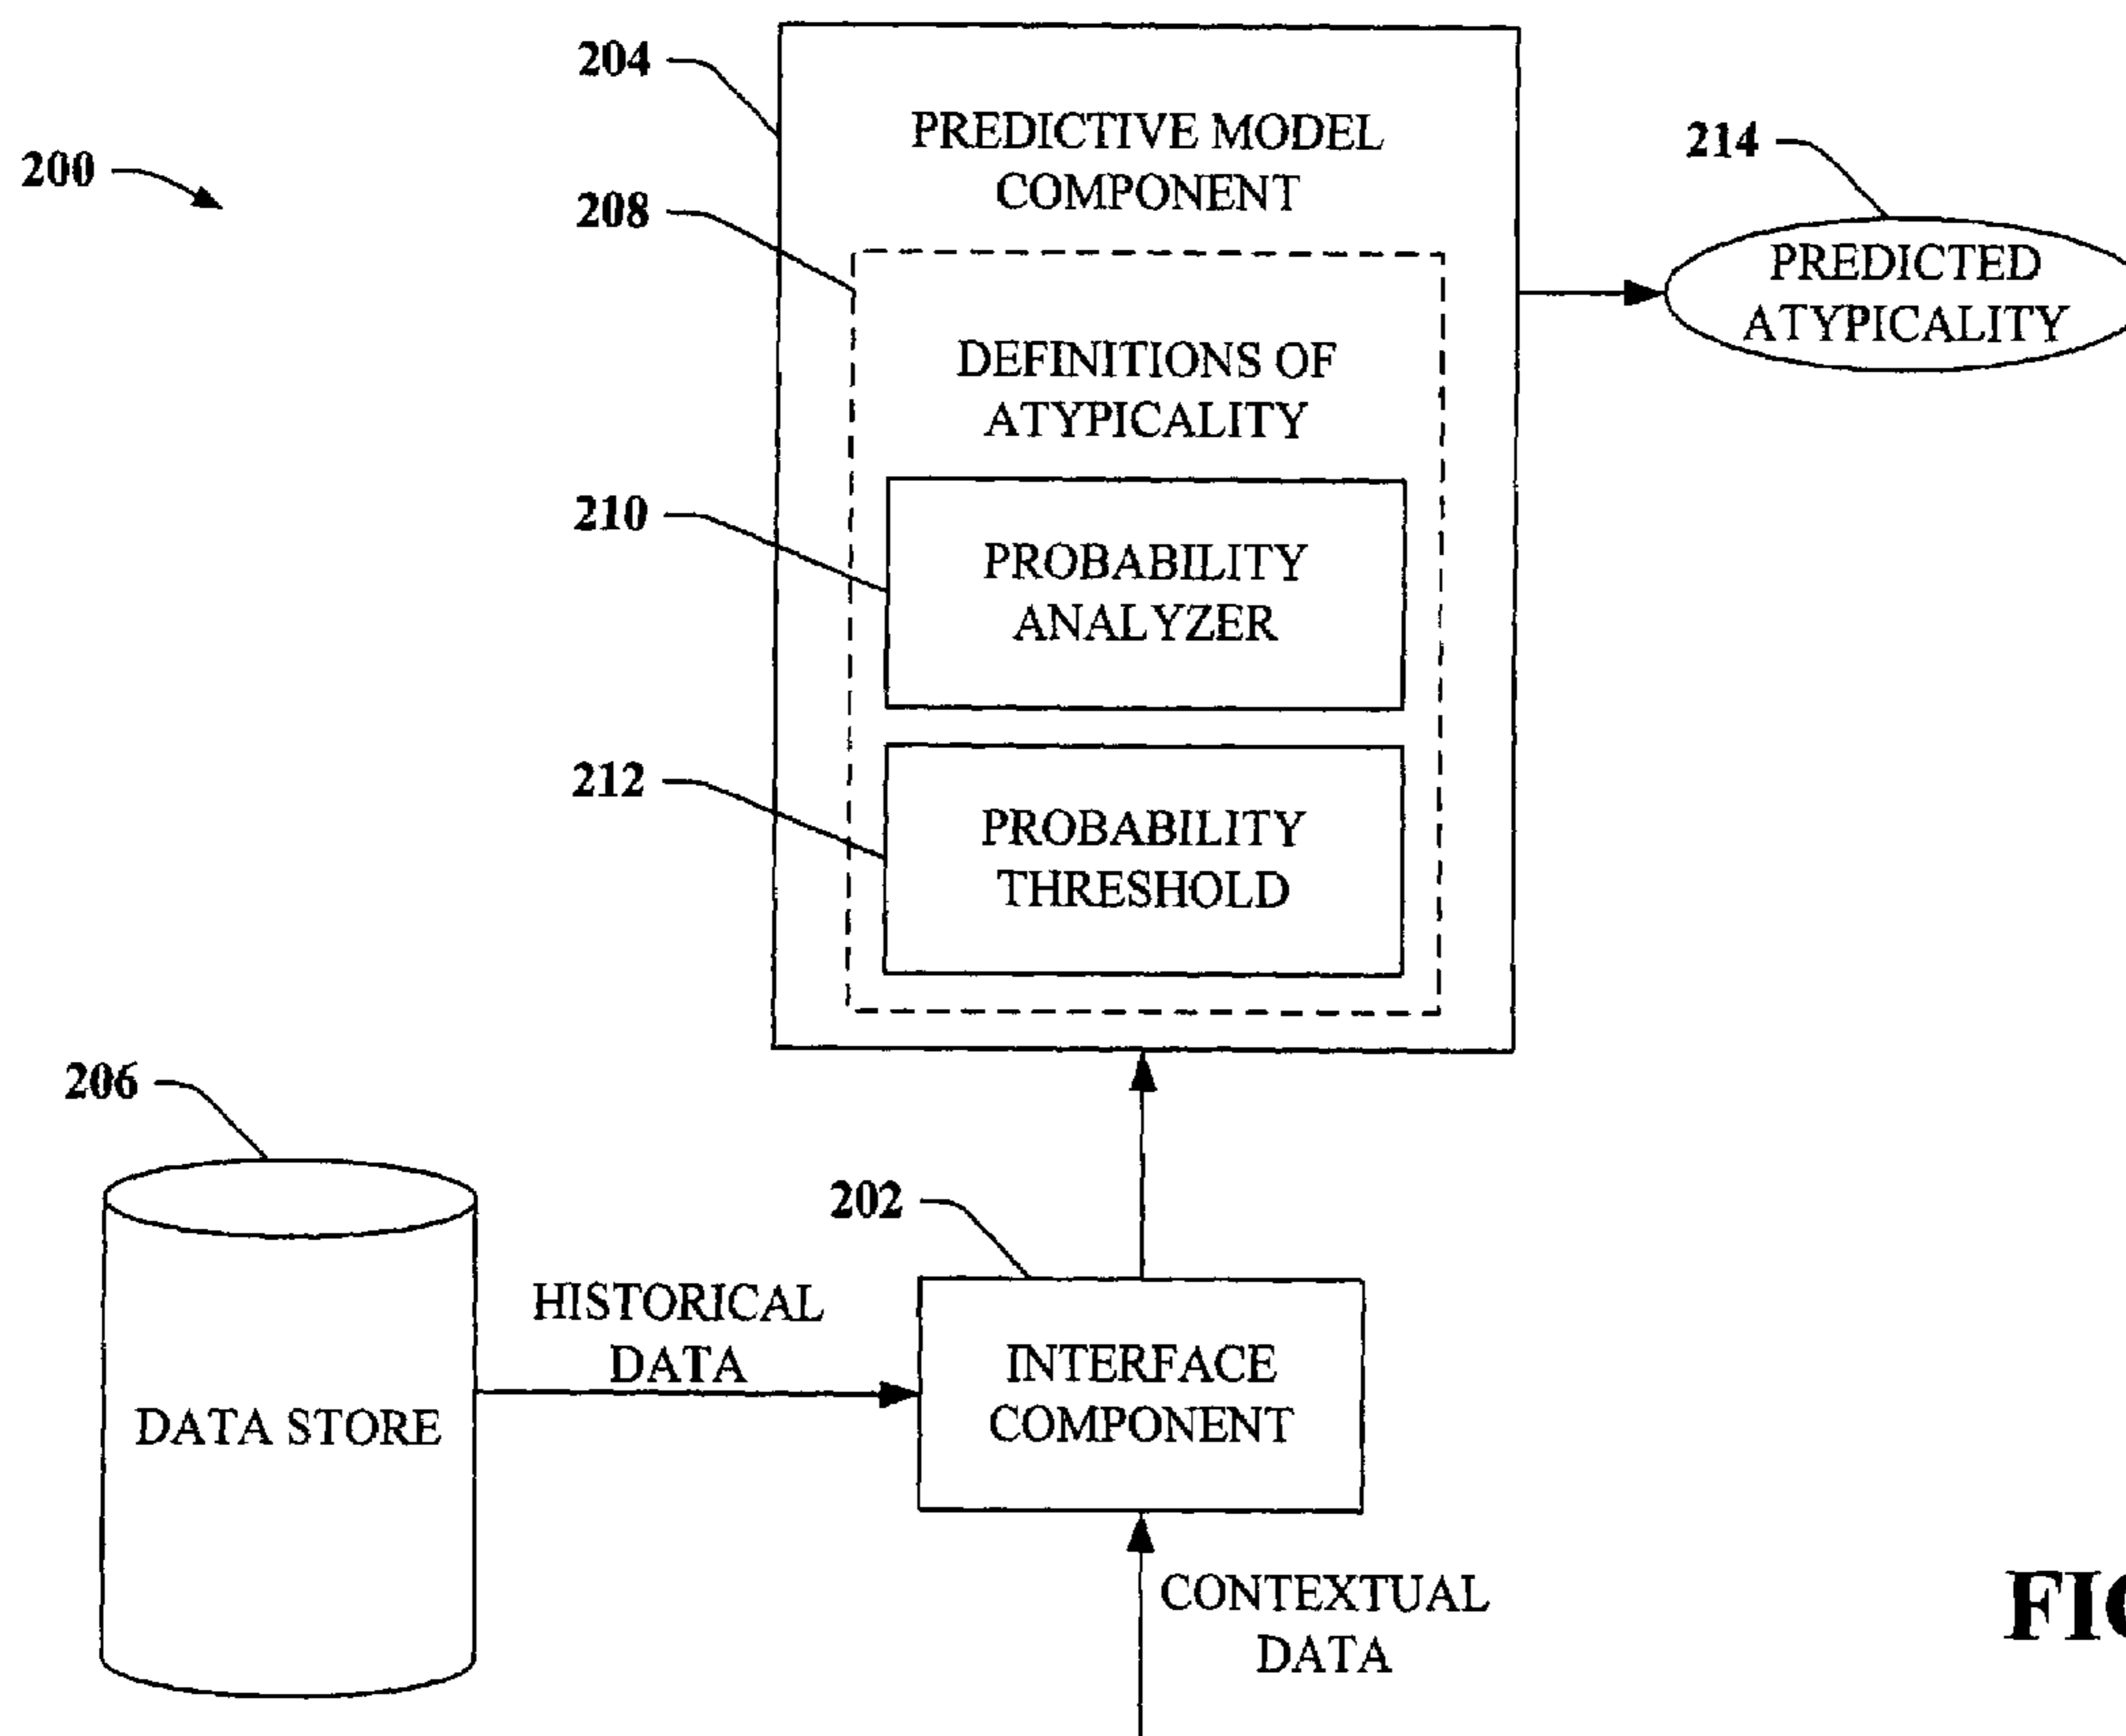 204
PREDICTIVE MODEL
COMPONENT
214
200
208
PREDICTED
ATYPICALITY
DEFINITIONS OF
ATYPICALITY
210
PROBABILITY
ANALYZER
212
PROBABILITY
THRESHOLD
206
202
HISTORICAL
DATA
INTERFACE
COMPONENT
DATA STORE
CONTEXTUAL
DATA